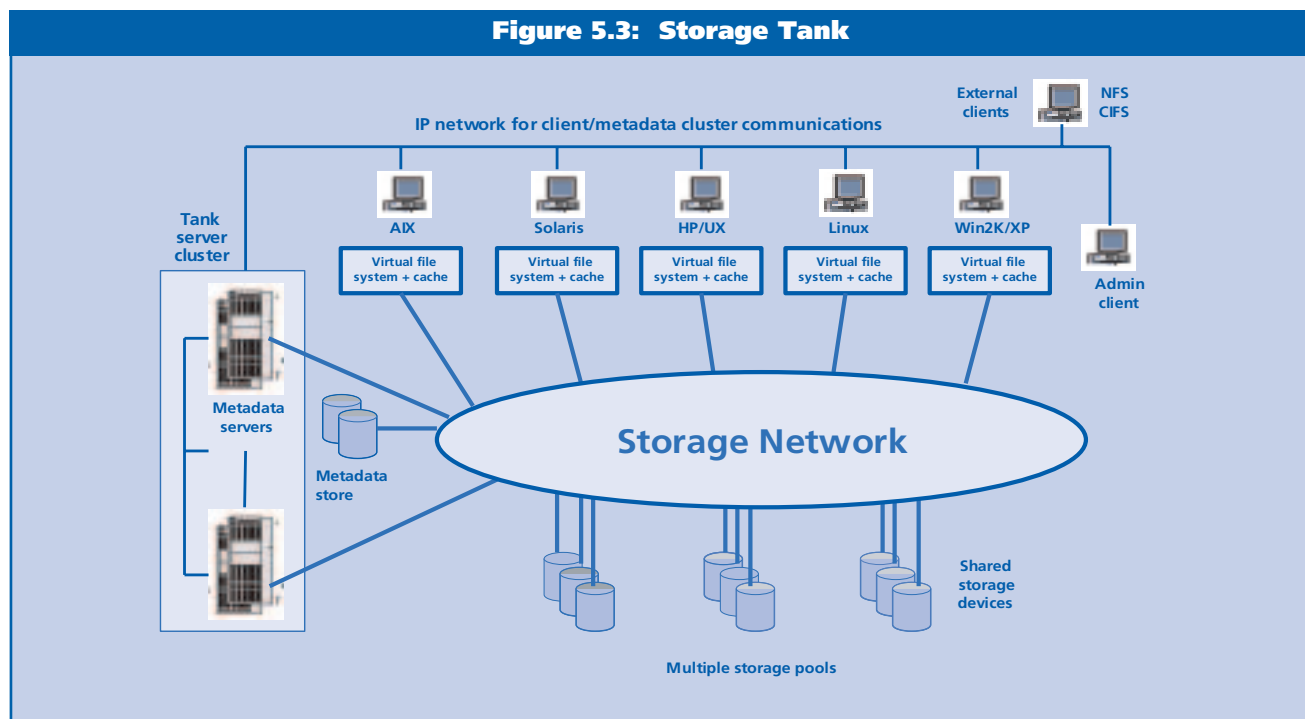 Figure 5.3: Storage Tank
External
clients
NFS
CIFS
IP network for client/metadata cluster communications
Tank
server
cluster
AIX
Solaris
HP/UX
Linux
Win2K/XP
Virtual file
system + cache
Virtual file
system + cache
Virtual file
system + cache
Virtual file
system + cache
Virtual file
system + cache
Admin
client
Metadata
servers
Metadata
store
Storage Network
Shared
storage
devices
Multiple storage pools